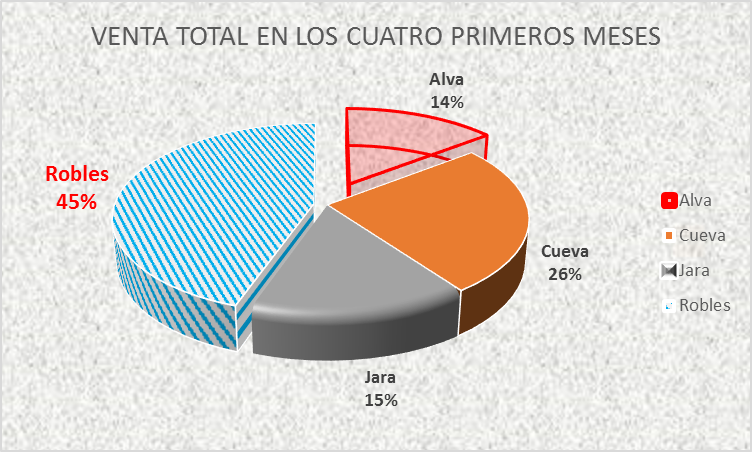 VENTA TOTAL EN LOS CUATRO PRIMEROS MESES
Alva
14%
Robles
45%
Cueva
26%
Jara
15%
Alva
Cueva
Jara
Robles